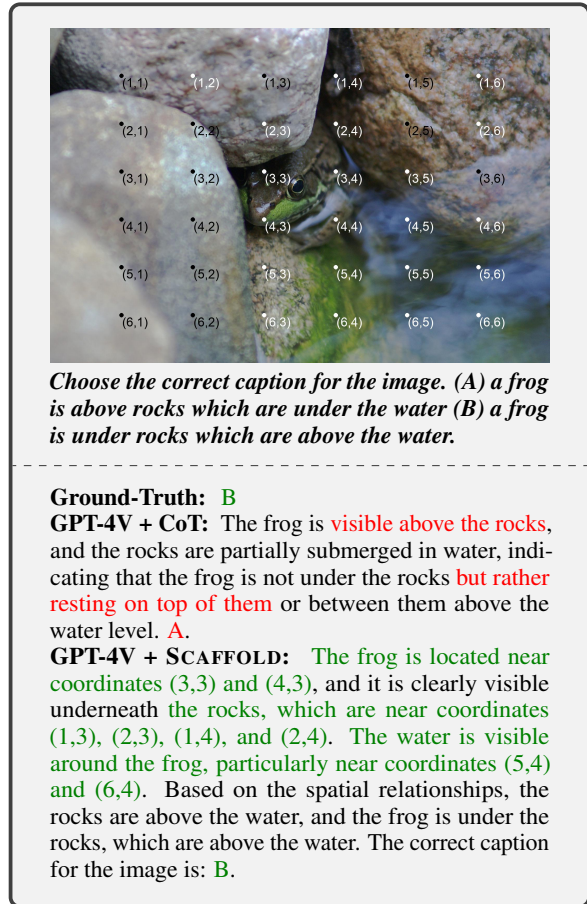 (1,1) (1,2) (1,3) (1,4) (1,5) (1,6)
(2,1) (2,2) (2,3) (2,4) (2,5) (2,6)
(3,1) (3,2) (3,3) (3,4) (3,5) (3,6)
(4,1) (4,2) (4,3) (4,4) (4,5) (4,6)
(5,1) (5,2) (5,3) (5,4) (5,5) (5,6)
(6,1) (6,2) (6,3) (6,4) (6,5) (6,6)
Choose the correct caption for the image. (A) a frog
is above rocks which are under the water (B) a frog
is under rocks which are above the water.
Ground-Truth: B
GPT-4V + CoT: The frog is visible above the rocks,
and the rocks are partially submerged in water, indi-
cating that the frog is not under the rocks but rather
resting on top of them or between them above the
water level. A.
GPT-4V + SCAFFOLD: The frog is located near
coordinates (3,3) and (4,3), and it is clearly visible
underneath the rocks, which are near coordinates
(1,3), (2,3), (1,4), and (2,4). The water is visible
around the frog, particularly near coordinates (5,4)
and (6,4). Based on the spatial relationships, the
rocks are above the water, and the frog is under the
rocks, which are above the water. The correct caption
for the image is: B.